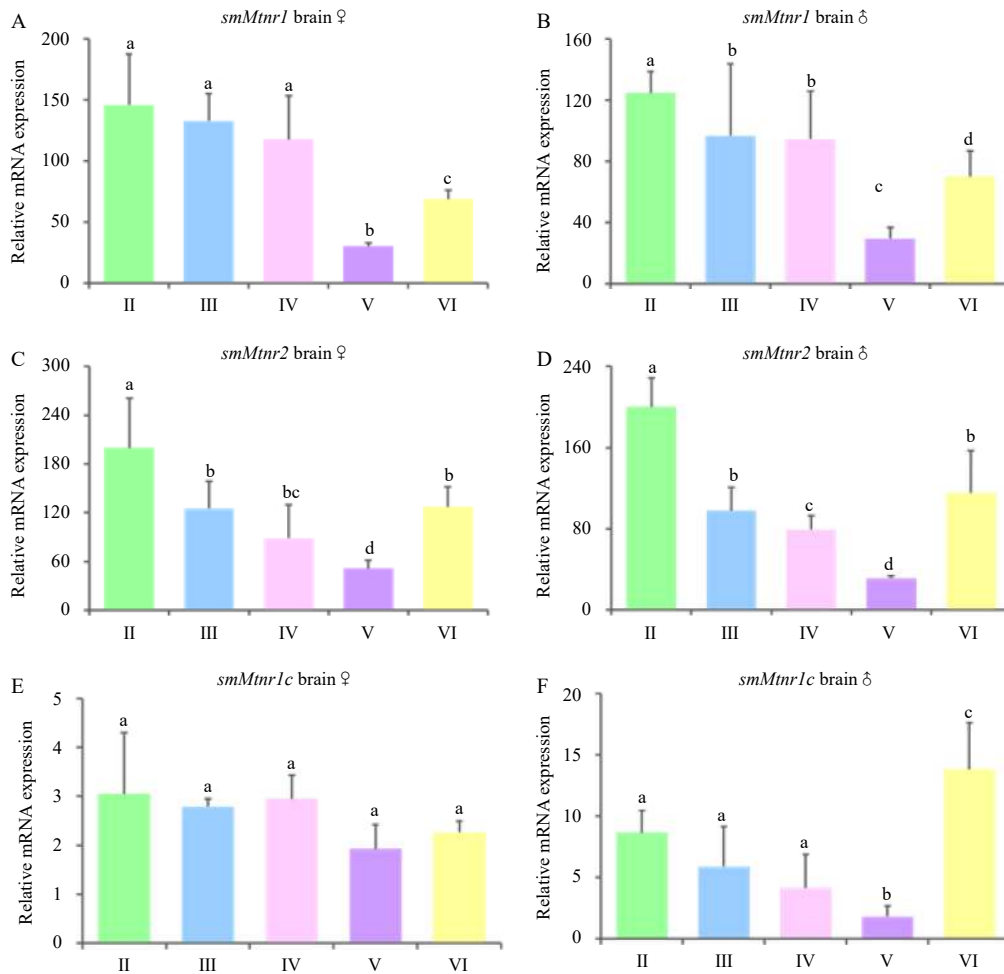 A
smMtnr1 brain ♀
Relative mRNA expression
200
150
100
50
0
a
a
a
b
c
II
III
IV
V
VI
B
smMtnr1 brain ♂
Relative mRNA expression
160
120
80
40
0
a
b
b
c
d
II
III
IV
V
VI
C
smMtnr2 brain ♀
Relative mRNA expression
300
240
180
120
60
0
a
b
bc
d
b
II
III
IV
V
VI
D
smMtnr2 brain ♂
Relative mRNA expression
240
160
80
0
a
b
c
d
b
II
III
IV
V
VI
E
smMtnr1c brain ♀
Relative mRNA expression
5
4
3
2
1
0
a
a
a
a
a
II
III
IV
V
VI
F
smMtnr1c brain ♂
Relative mRNA expression
20
15
10
5
0
a
a
a
b
c
II
III
IV
V
VI